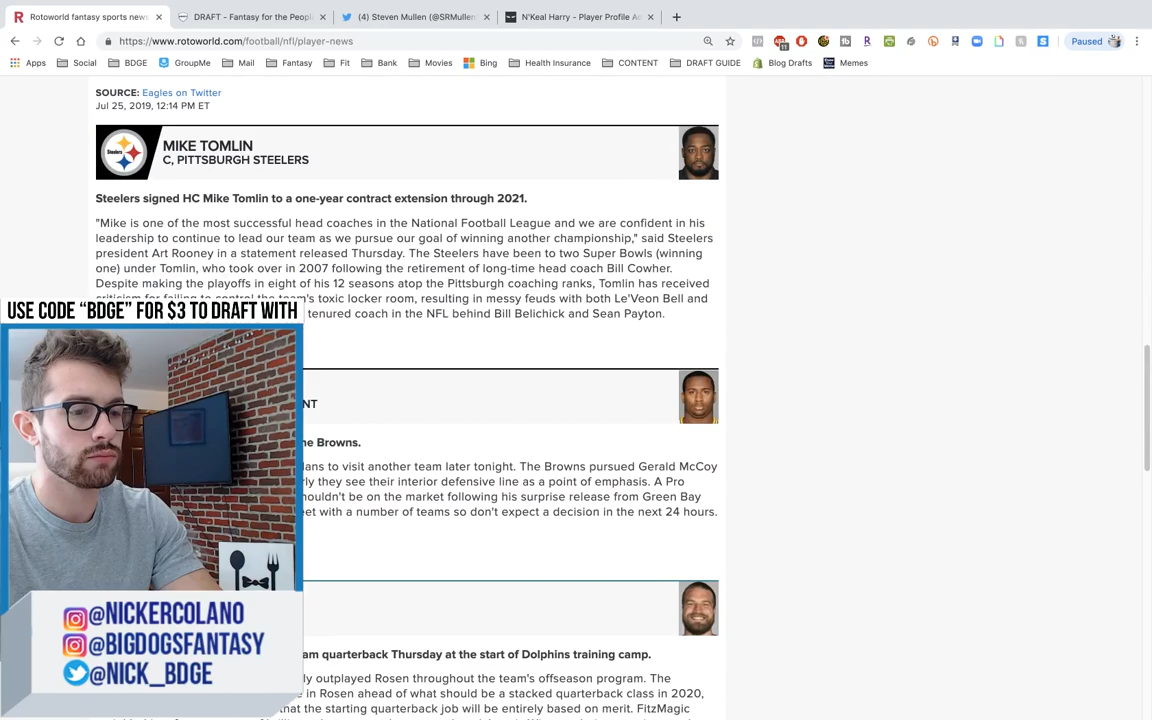 Rotoworld fantasy sports news
DRAFT - Fantasy for the Peopl
(4) Steven Mullen (@SRMullen
N'Keal Harry - Player Profile Ad
https://www.rotoworld.com/football/nfl/player-news
Paused
Apps
Social
BDGE
GroupMe
Mail
Fantasy
Fit
Bank
Movies
Bing
Health Insurance
CONTENT
DRAFT GUIDE
Blog Drafts
Memes
SOURCE: Eagles on Twitter
Jul 25, 2019, 12:14 PM ET
Steelers
MIKE TOMLIN
C, PITTSBURGH STEELERS
Steelers signed HC Mike Tomlin to a one-year contract extension through 2021.
"Mike is one of the most successful head coaches in the National Football League and we are confident in his
leadership to continue to lead our team as we pursue our goal of winning another championship," said Steelers
president Art Rooney in a statement released Thursday. The Steelers have been to two Super Bowls (winning
one) under Tomlin, who took over in 2007 following the retirement of long-time head coach Bill Cowher.
Despite making the playoffs in eight of his 12 seasons atop the Pittsburgh coaching ranks, Tomlin has received
criticism for failing to control the team's toxic locker room, resulting in messy feuds with both Le'Veon Bell and
tenured coach in the NFL behind Bill Belichick and Sean Payton.
USE CODE "BDGE" FOR $3 TO DRAFT WITH
NT
he Browns.
lans to visit another team later tonight. The Browns pursued Gerald McCoy
rly they see their interior defensive line as a point of emphasis. A Pro
houldn't be on the market following his surprise release from Green Bay
eet with a number of teams so don't expect a decision in the next 24 hours.
am quarterback Thursday at the start of Dolphins training camp.
ly outplayed Rosen throughout the team's offseason program. The
e in Rosen ahead of what should be a stacked quarterback class in 2020,
that the starting quarterback job will be entirely based on merit. FitzMagic
@NICKERCOLANO
@BIGDOGSFANTASY
@NICK_BDGE